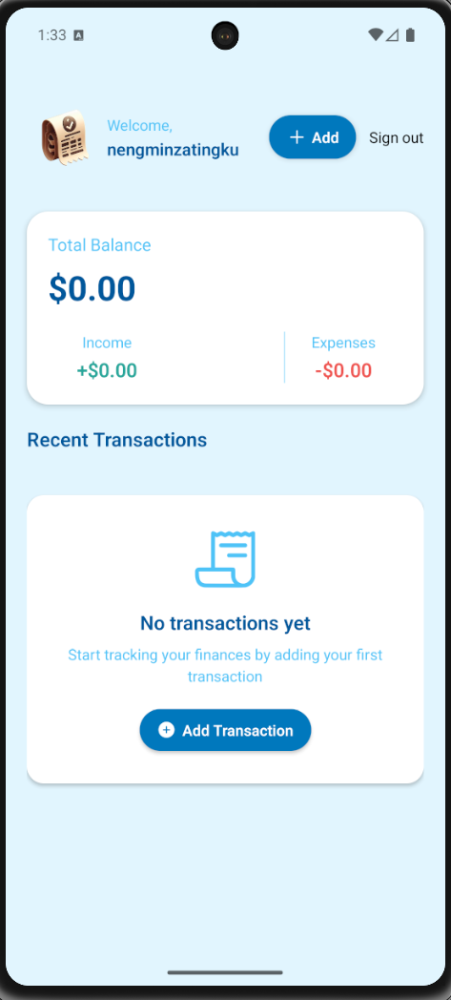 1:33 A
Welcome,
nengminzatingku
+ Add
Sign out
Total Balance
$0.00
Income
Expenses
+$0.00
-$0.00
Recent Transactions
No transactions yet
Start tracking your finances by adding your first
transaction
Add Transaction